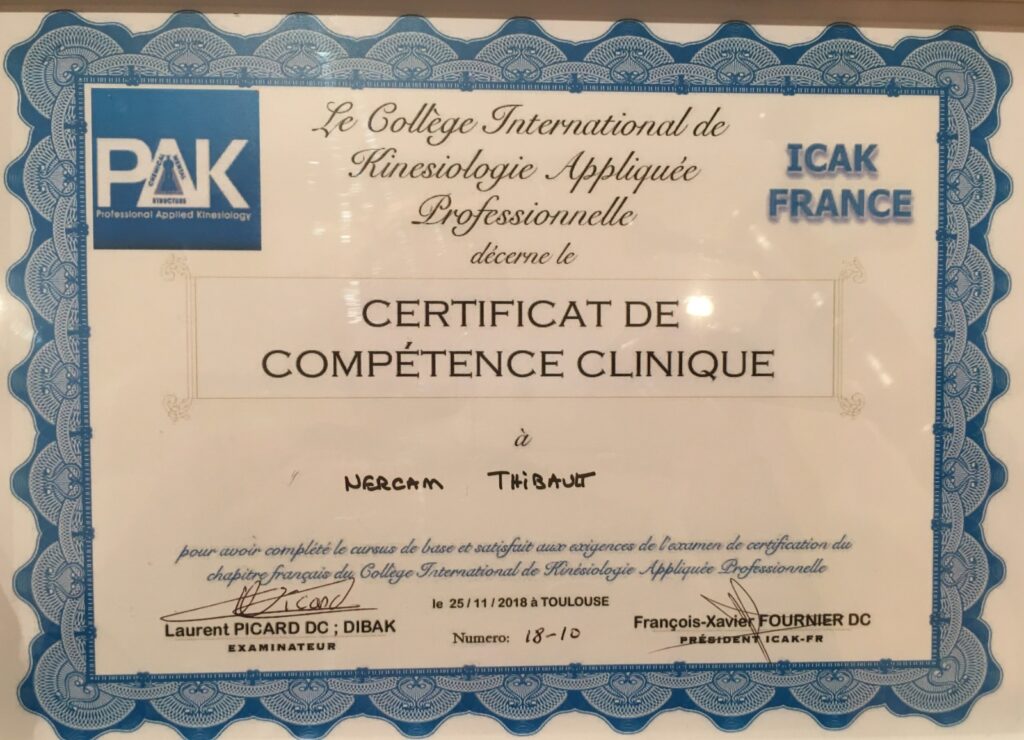 Le Collège International de
Kinesiologie Appliquée
Professionnelle
PAK
STRUCTURE
Professional Applied Kinesiology
ICAK
FRANCE
décerne le
CERTIFICAT DE
COMPÉTENCE CLINIQUE
à
NERCAM THIBAULT
pour avoir complété le cursus de base et satisfait aux exigences de l'examen de certification du
chapitre français du Collège International de Kinésiologie Appliquée Professionnelle
Picard
le 25 / 11 / 2018 à TOULOUSE
Laurent PICARD DC ; DIBAK
EXAMINATEUR
Numero: 18-10
François-Xavier FOURNIER DC
PRÉSIDENT ICAK-FR